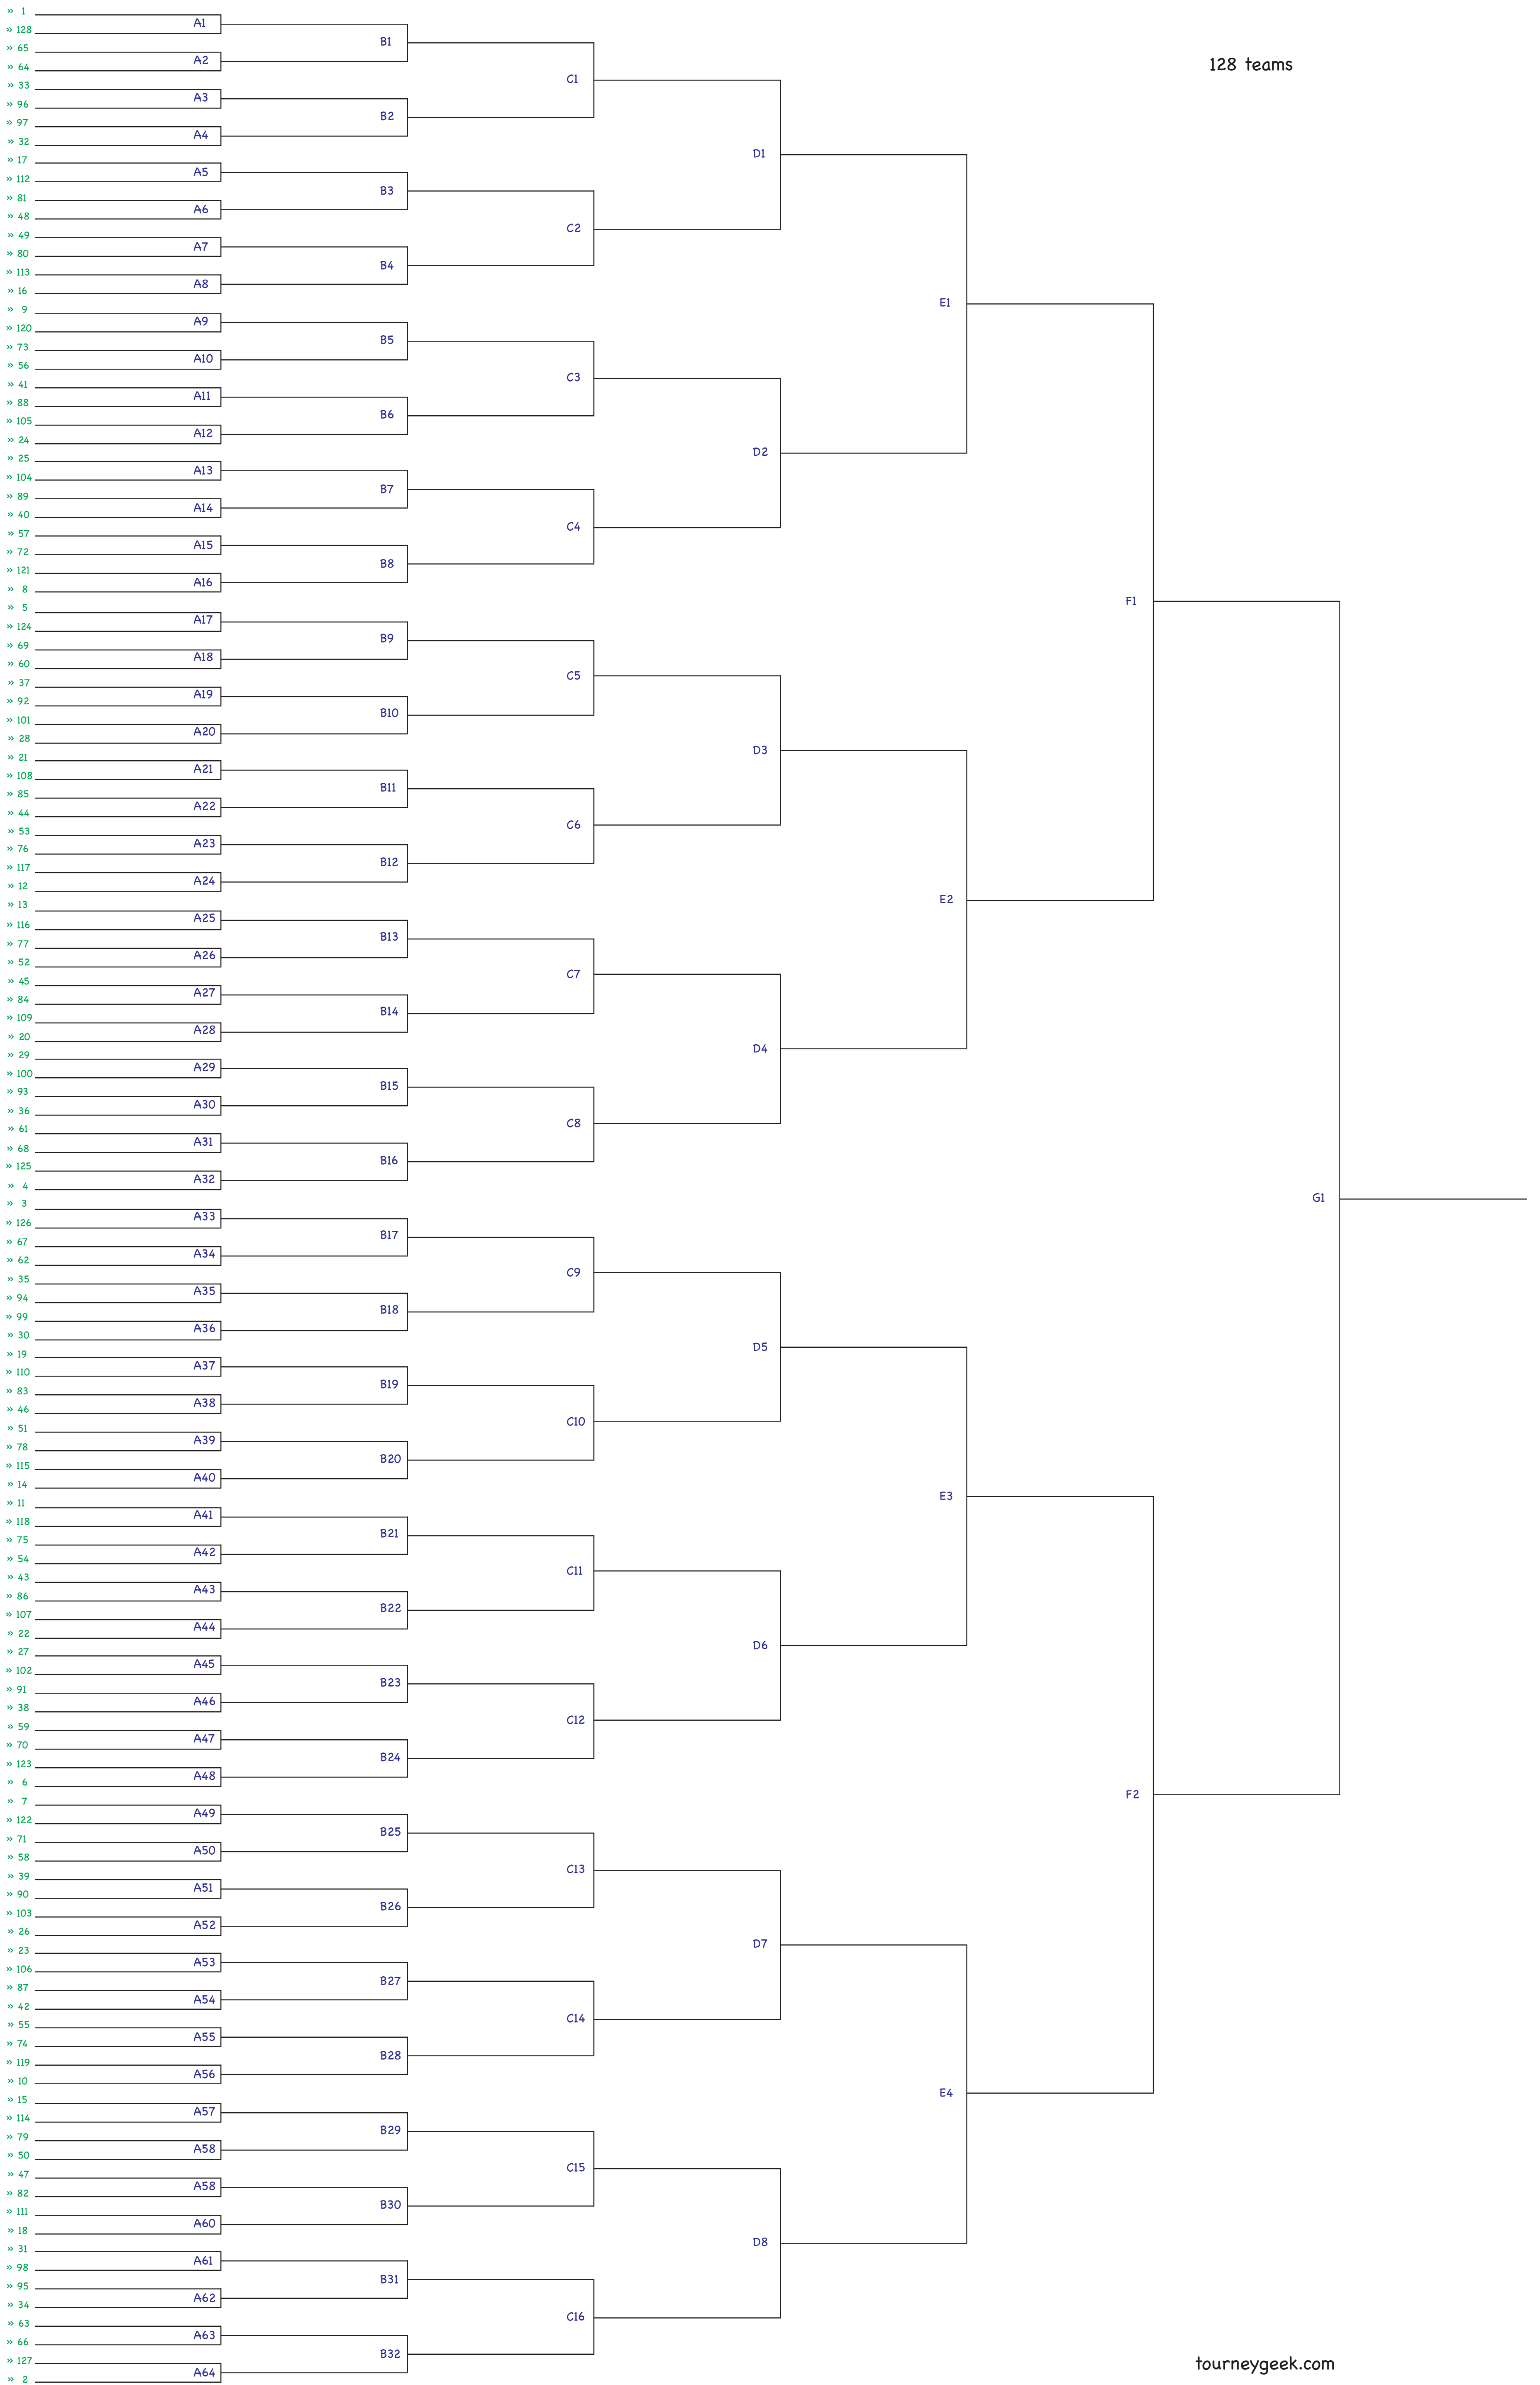 128 teams
» 1
» 128
» 65
» 64
» 33
» 96
» 97
» 32
» 17
» 112
» 81
» 48
» 49
» 80
» 113
» 16
» 9
» 120
» 73
» 56
» 41
» 88
» 105
» 24
» 25
» 104
» 89
» 40
» 57
» 72
» 121
» 8
» 5
» 124
» 69
» 60
» 37
» 92
» 101
» 28
» 21
» 108
» 85
» 44
» 53
» 76
» 117
» 12
» 13
» 116
» 77
» 52
» 45
» 84
» 109
» 20
» 29
» 100
» 93
» 36
» 61
» 68
» 125
» 4
» 3
» 126
» 67
» 62
» 35
» 94
» 99
» 30
» 19
» 110
» 83
» 46
» 51
» 78
» 115
» 14
» 11
» 118
» 75
» 54
» 43
» 86
» 107
» 22
» 27
» 102
» 91
» 38
» 59
» 70
» 123
» 6
» 7
» 122
» 71
» 58
» 39
» 90
» 103
» 26
» 23
» 106
» 87
» 42
» 55
» 74
» 119
» 10
» 15
» 114
» 79
» 50
» 47
» 82
» 111
» 18
» 31
» 98
» 95
» 34
» 63
» 66
» 127
» 2
A1
A2
A3
A4
A5
A6
A7
A8
A9
A10
A11
A12
A13
A14
A15
A16
A17
A18
A19
A20
A21
A22
A23
A24
A25
A26
A27
A28
A29
A30
A31
A32
A33
A34
A35
A36
A37
A38
A39
A40
A41
A42
A43
A44
A45
A46
A47
A48
A49
A50
A51
A52
A53
A54
A55
A56
A57
A58
A58
A60
A61
A62
A63
A64
B1
B2
B3
B4
B5
B6
B7
B8
B9
B10
B11
B12
B13
B14
B15
B16
B17
B18
B19
B20
B21
B22
B23
B24
B25
B26
B27
B28
B29
B30
B31
B32
C1
C2
C3
C4
C5
C6
C7
C8
C9
C10
C11
C12
C13
C14
C15
C16
D1
D2
D3
D4
D5
D6
D7
D8
E1
E2
E3
E4
F1
F2
G1
tourneygeek.com